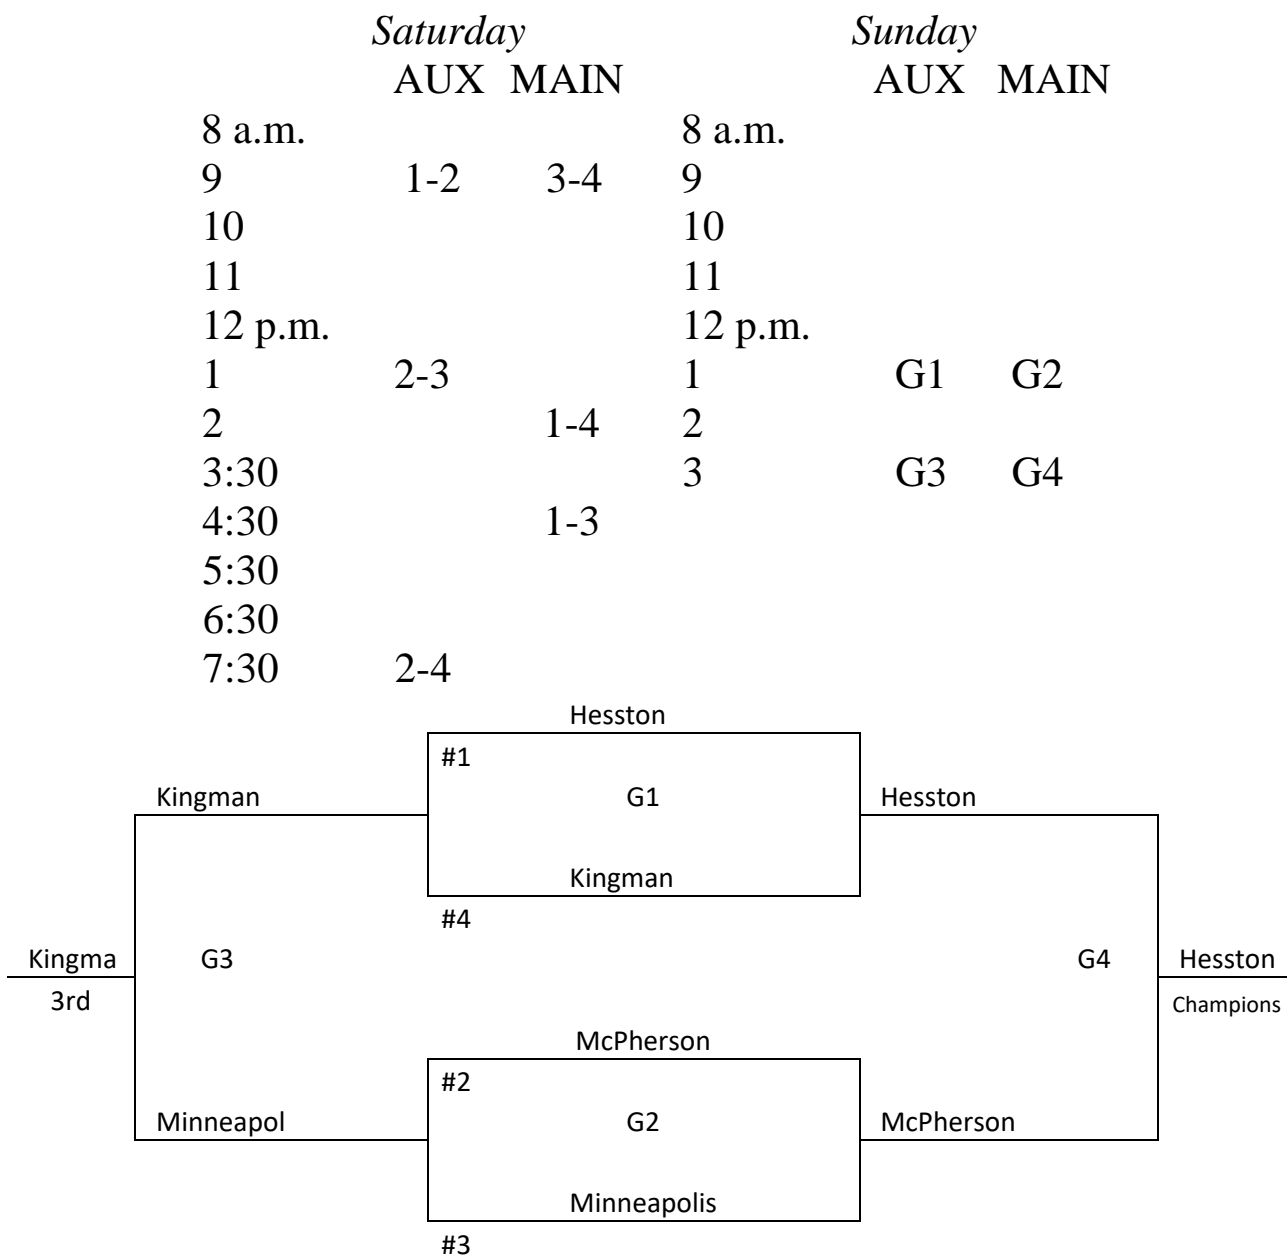 Saturday Sunday
AUX MAIN AUX MAIN
8 a.m. 8 a.m.
9 1-2 3-4 9
10 10
11 11
12 p.m. 12 p.m.
1 2-3 1 G1 G2
2 1-4 2
3:30 3 G3 G4
4:30 1-3
5:30
6:30
7:30 2-4
Hesston
#1
Kingman G1 Hesston
Kingman
#4
Kingma G3 G4 Hesston
3rd Champions
McPherson
#2
Minneapol G2 McPherson
Minneapolis
#3